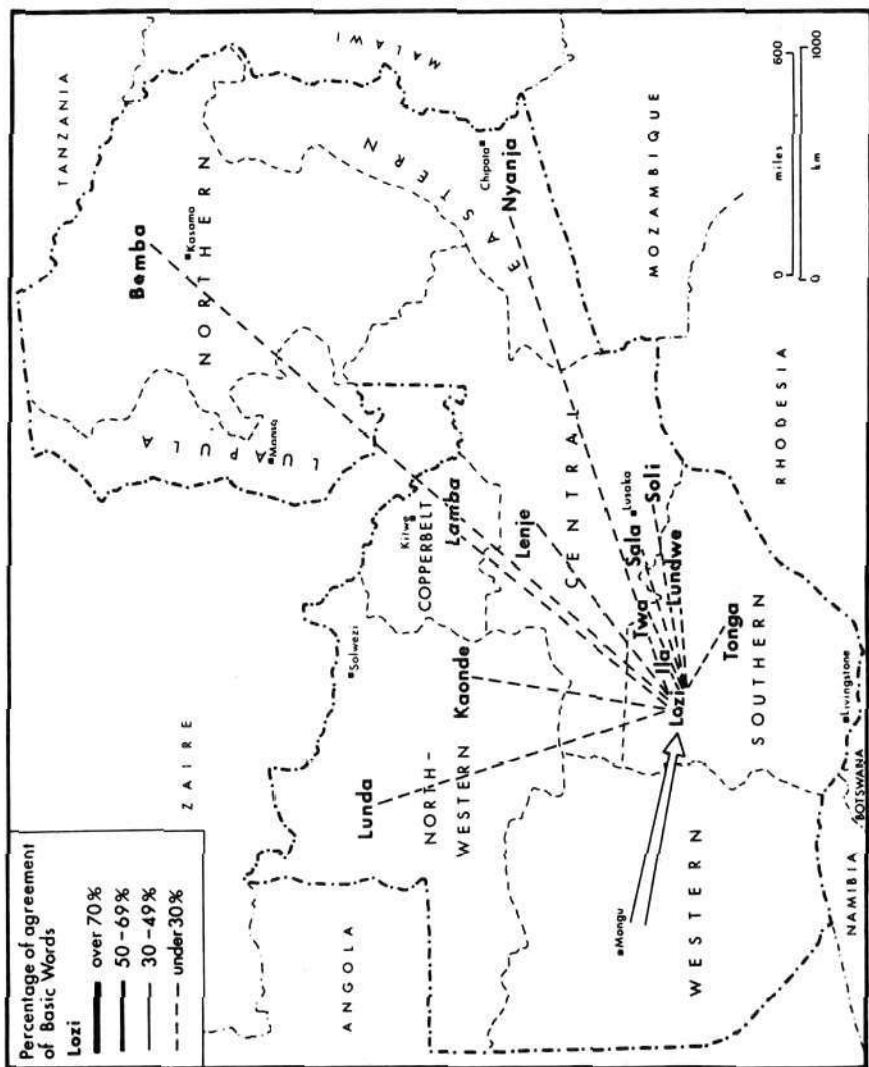 Percentage of agreement
of Basic Words
Lozi
over 70%
50-69%
30-49%
under 30%
TANZANIA
MALAWI
MOZAMBIQUE
RHODESIA
BOTSWANA
NAMIBIA
ANGOLA
ZAIRE
NORTHERN
LUAPULA
EASTERN
COPPERBELT
CENTRAL
NORTH-
WESTERN
WESTERN
SOUTHERN
Bemba
Kasama
Mansa
Chipata
Nyanja
Kitwe
Lamba
Lenje
Solwezi
Kaonde
Lunda
Sala
Lusaka
Soli
Twa
Lundwe
Ila
Lozi
Tonga
Mongu
Livingstone
0 miles 600
0 km 1000